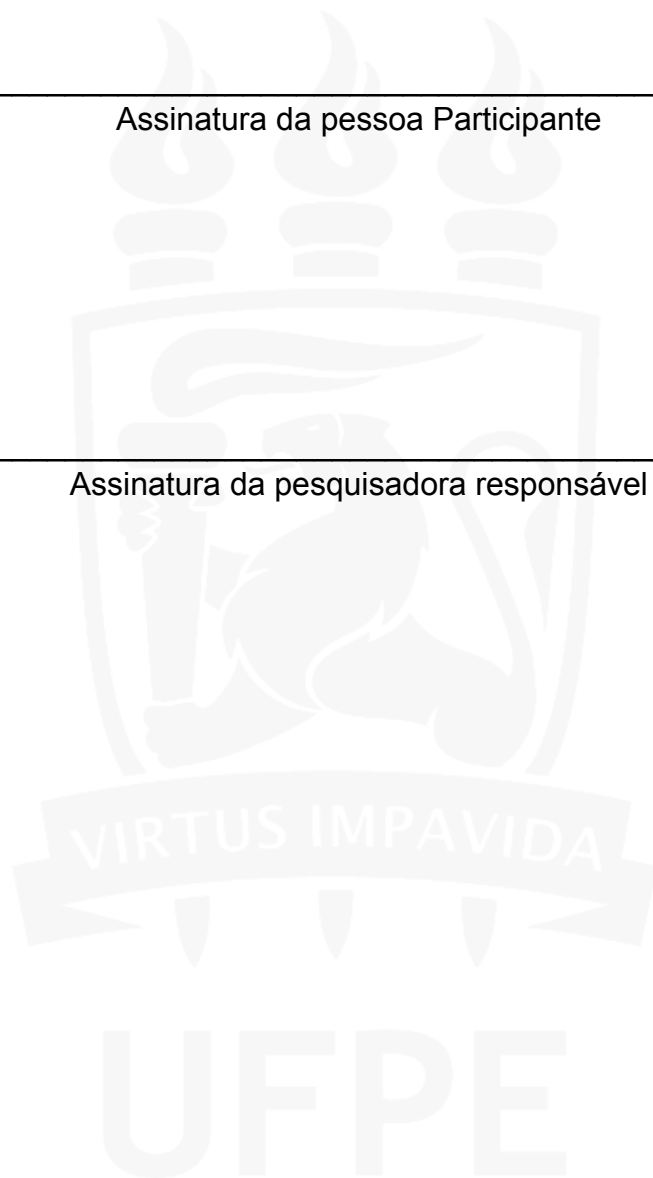 Assinatura da pessoa Participante
Assinatura da pesquisadora responsável
VIRTUS IMPAVIDA
UFPE